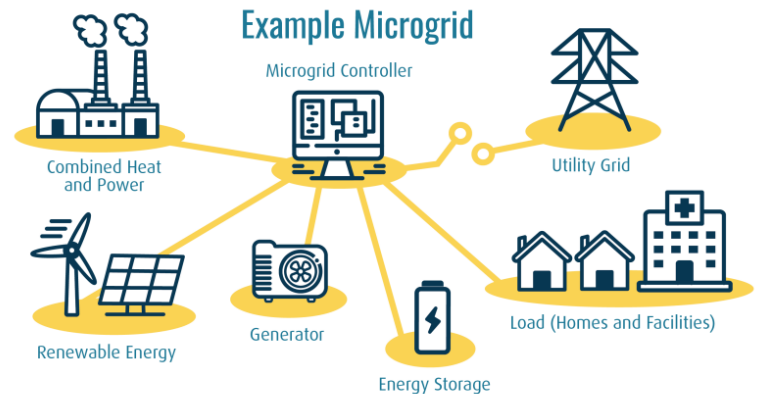 Example Microgrid
Microgrid Controller
Combined Heat
and Power
Utility Grid
Renewable Energy
Generator
Energy Storage
Load (Homes and Facilities)